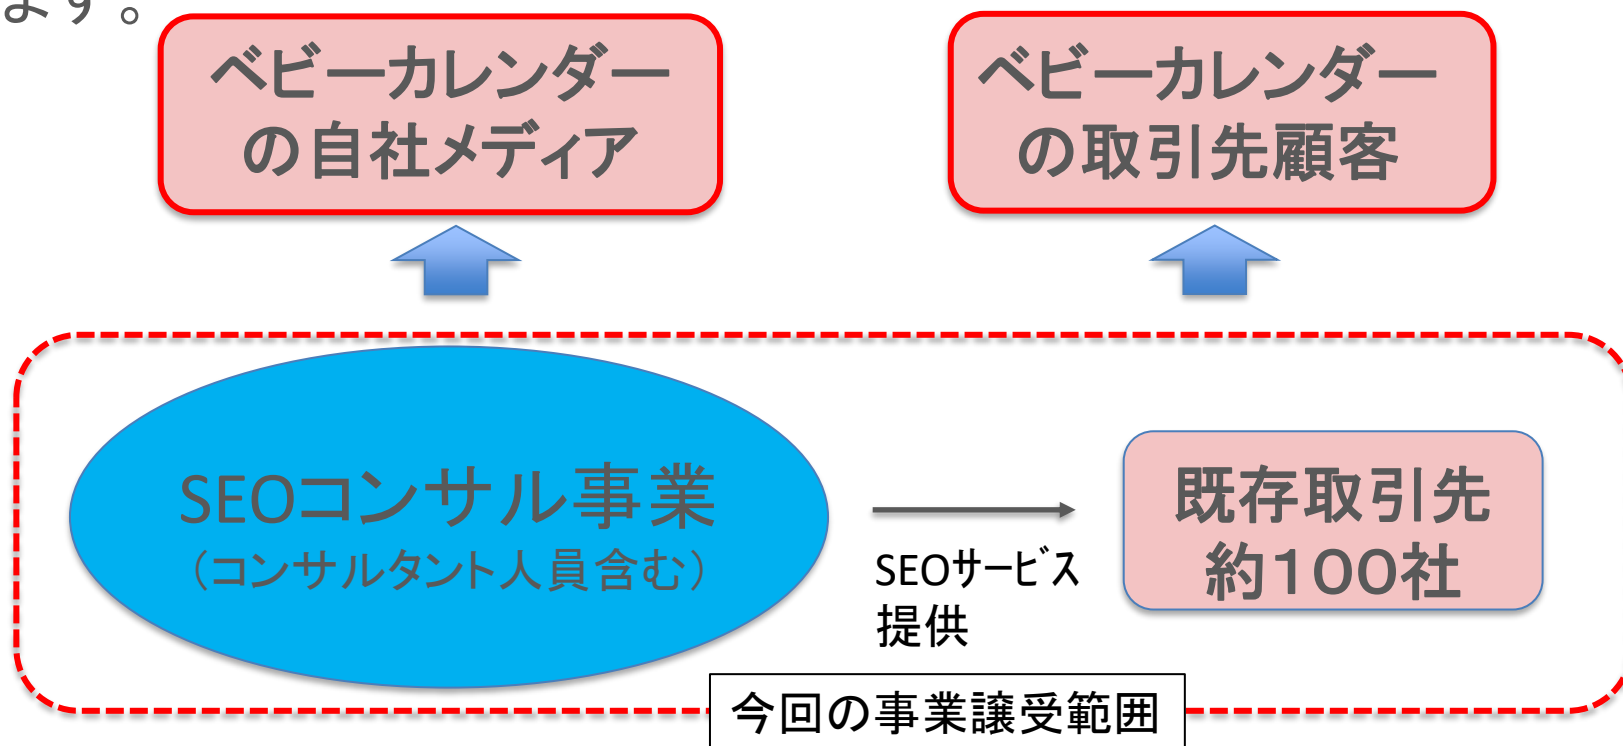 ます。
ベビーカレンダー
の自社メディア
ベビーカレンダー
の取引先顧客
SEOコンサル事業
（コンサルタント人員含む）
SEOｻｰﾋﾞｽ
提供
既存取引先
約１００社
今回の事業譲受範囲